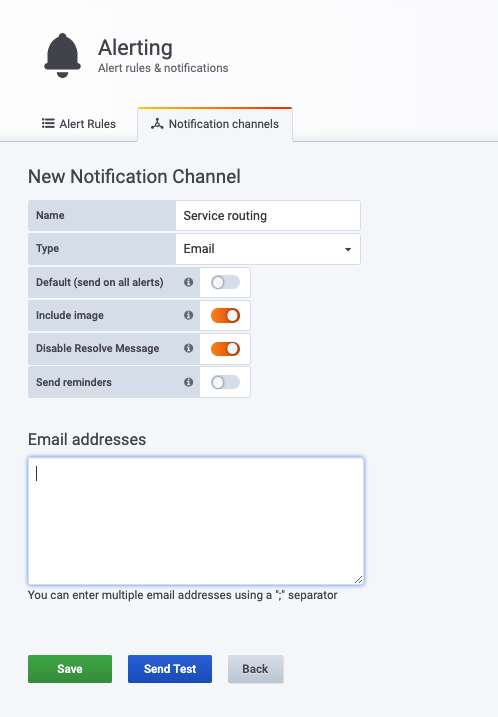 Alerting
Alert rules & notifications
Alert Rules
Notification channels
New Notification Channel
Name
Service routing
Type
Email
Default (send on all alerts)
Include image
Disable Resolve Message
Send reminders
Email addresses
You can enter multiple email addresses using a ";" separator
Save
Send Test
Back